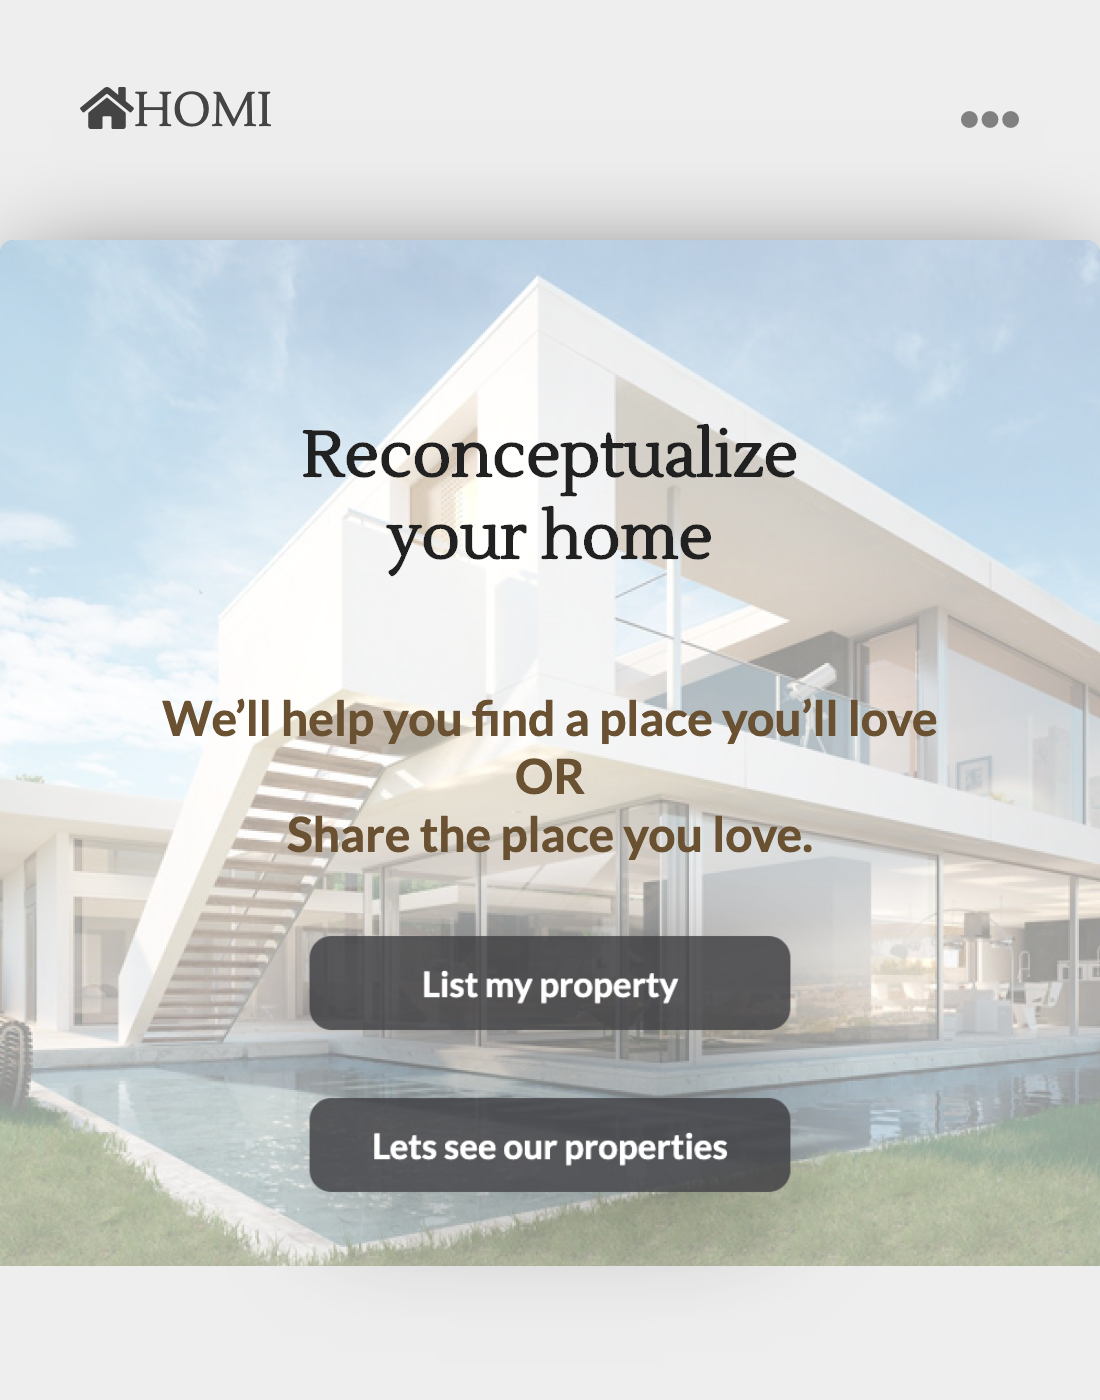 HOMI
Reconceptualize
your home
We’ll help you find a place you’ll love
OR
Share the place you love.
List my property
Lets see our properties